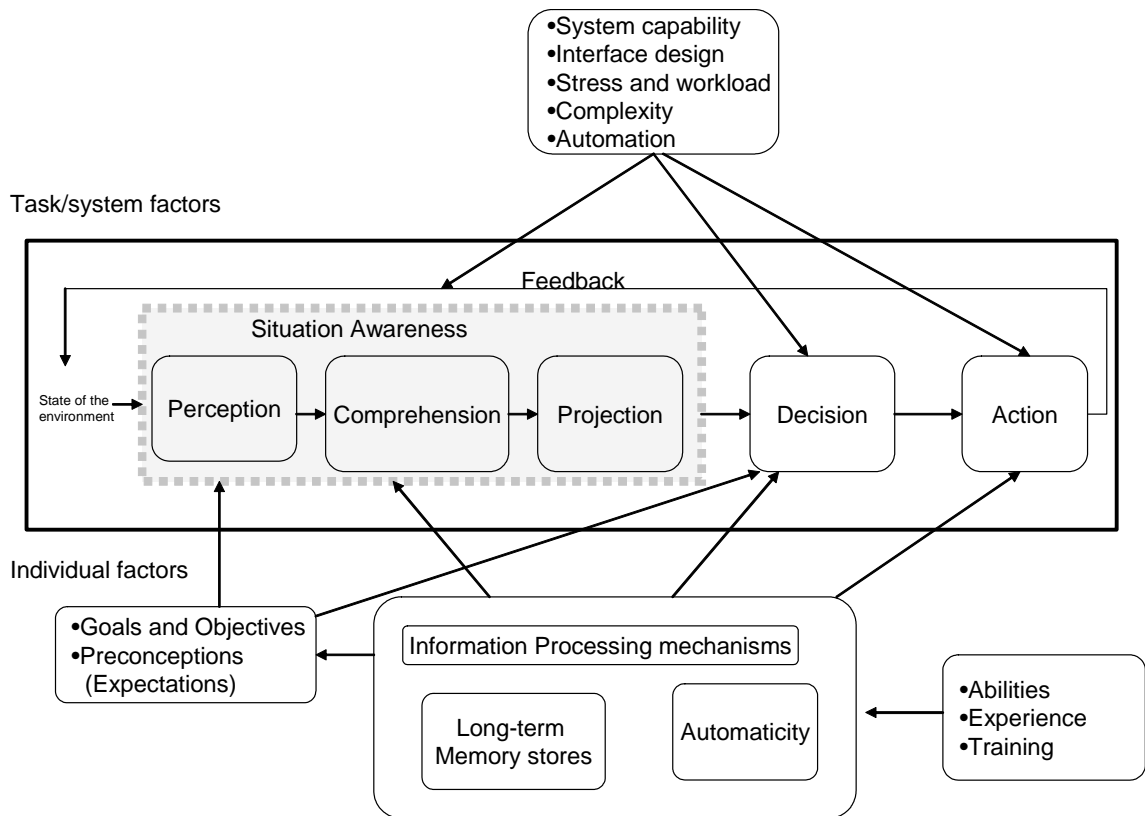 •System capability
•Interface design
•Stress and workload
•Complexity
•Automation
Task/system factors
Feedback
Situation Awareness
State of the
environment
Perception
Comprehension
Projection
Decision
Action
Individual factors
•Goals and Objectives
•Preconceptions
(Expectations)
Information Processing mechanisms
Long-term
Memory stores
Automaticity
•Abilities
•Experience
•Training